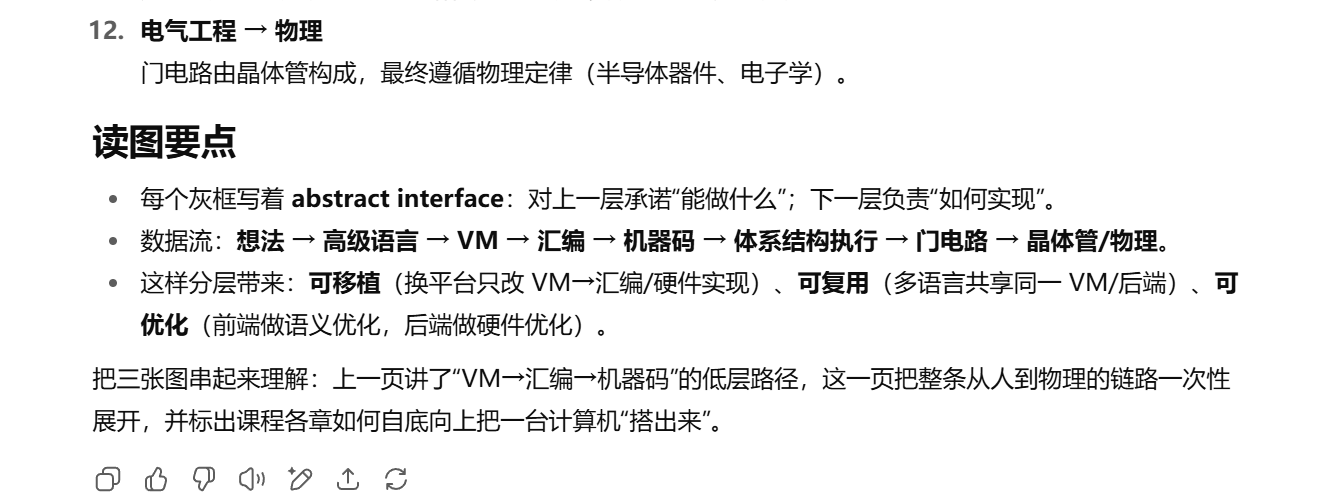 12. 电气工程 → 物理
门电路由晶体管构成，最终遵循物理定律（半导体器件、电子学）。
读图要点
• 每个灰框写着 abstract interface：对上一层承诺“能做什么”；下一层负责“如何实现”。
• 数据流：想法 → 高级语言 → VM → 汇编 → 机器码 → 体系结构执行 → 门电路 → 晶体管/物理。
• 这样分层带来：可移植（换平台只改 VM→汇编/硬件实现）、可复用（多语言共享同一 VM/后端）、可
优化（前端做语义优化，后端做硬件优化）。
把三张图串起来理解：上一页讲了“VM→汇编→机器码”的低层路径，这一页把整条从人到物理的链路一次性
展开，并标出课程各章如何自底向上把一台计算机“搭出来”。